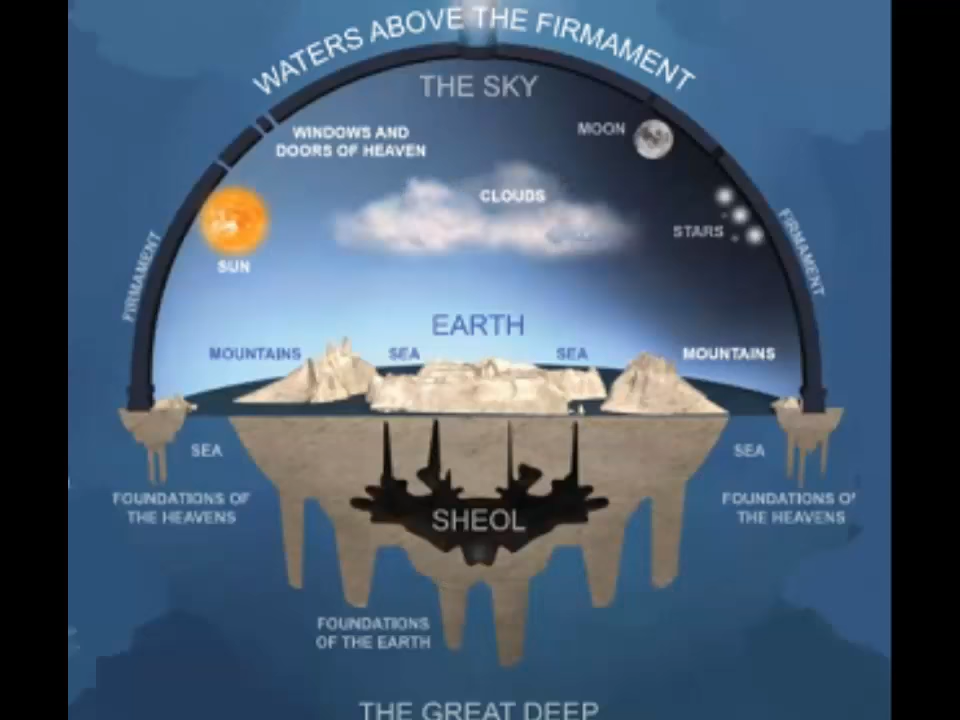 WATERS ABOVE THE FIRMAMENT
THE SKY
MOON
WINDOWS AND
DOORS OF HEAVEN
CLOUDS
STARS
SUN
FIRMAMENT
FIRMAMENT
EARTH
MOUNTAINS
SEA
SEA
MOUNTAINS
SEA
SEA
FOUNDATIONS OF
THE HEAVENS
FOUNDATIONS O'
THE HEAVENS
SHEOL
FOUNDATIONS
OF THE EARTH
THE GREAT DEEP